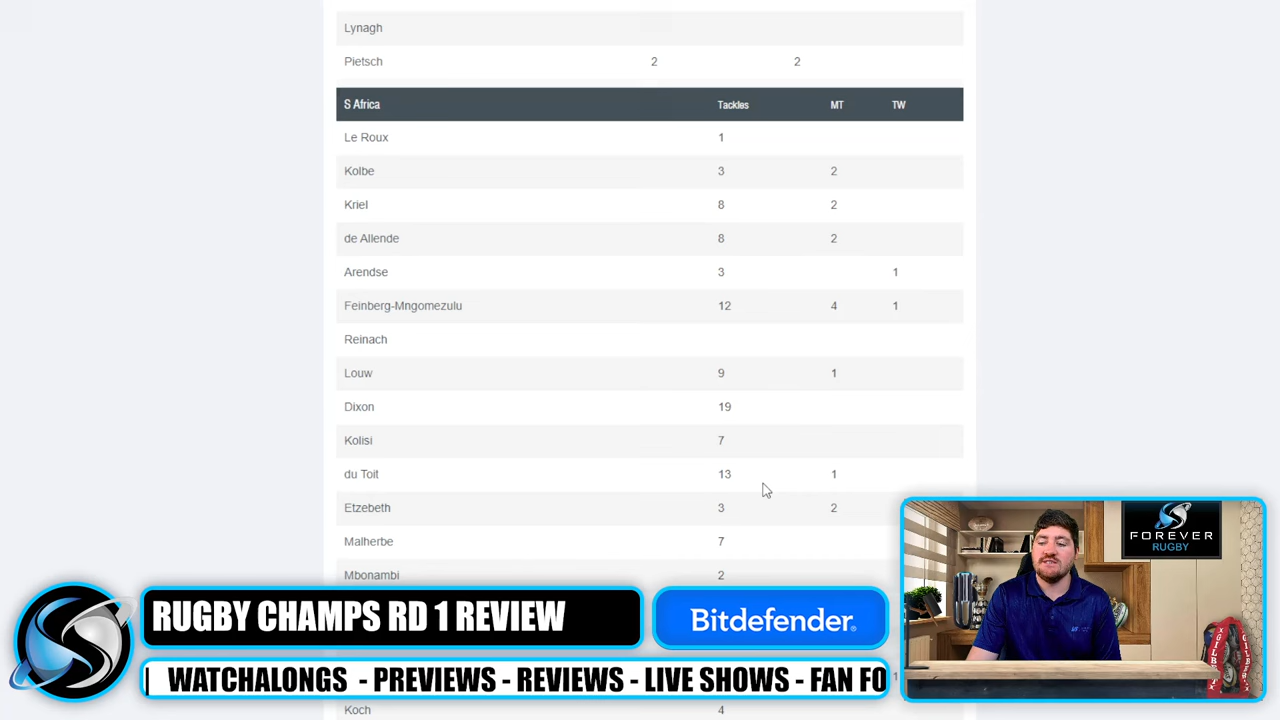 Lynagh
Pietsch 2 2
S Africa Tackles MT TW
Le Roux 1
Kolbe 3 2
Kriel 8 2
de Allende 8 2
Arendse 3 1
Feinberg-Mngomezulu 12 4 1
Reinach
Louw 9 1
Dixon 19
Kolisi 7
du Toit 13 1
Etzebeth 3 2
Malherbe 7
Mbonambi 2
FOREVER
RUGBY
RUGBY CHAMPS RD 1 REVIEW
Bitdefender®
WATCHALONGS - PREVIEWS - REVIEWS - LIVE SHOWS - FAN FO
1
Koch 4